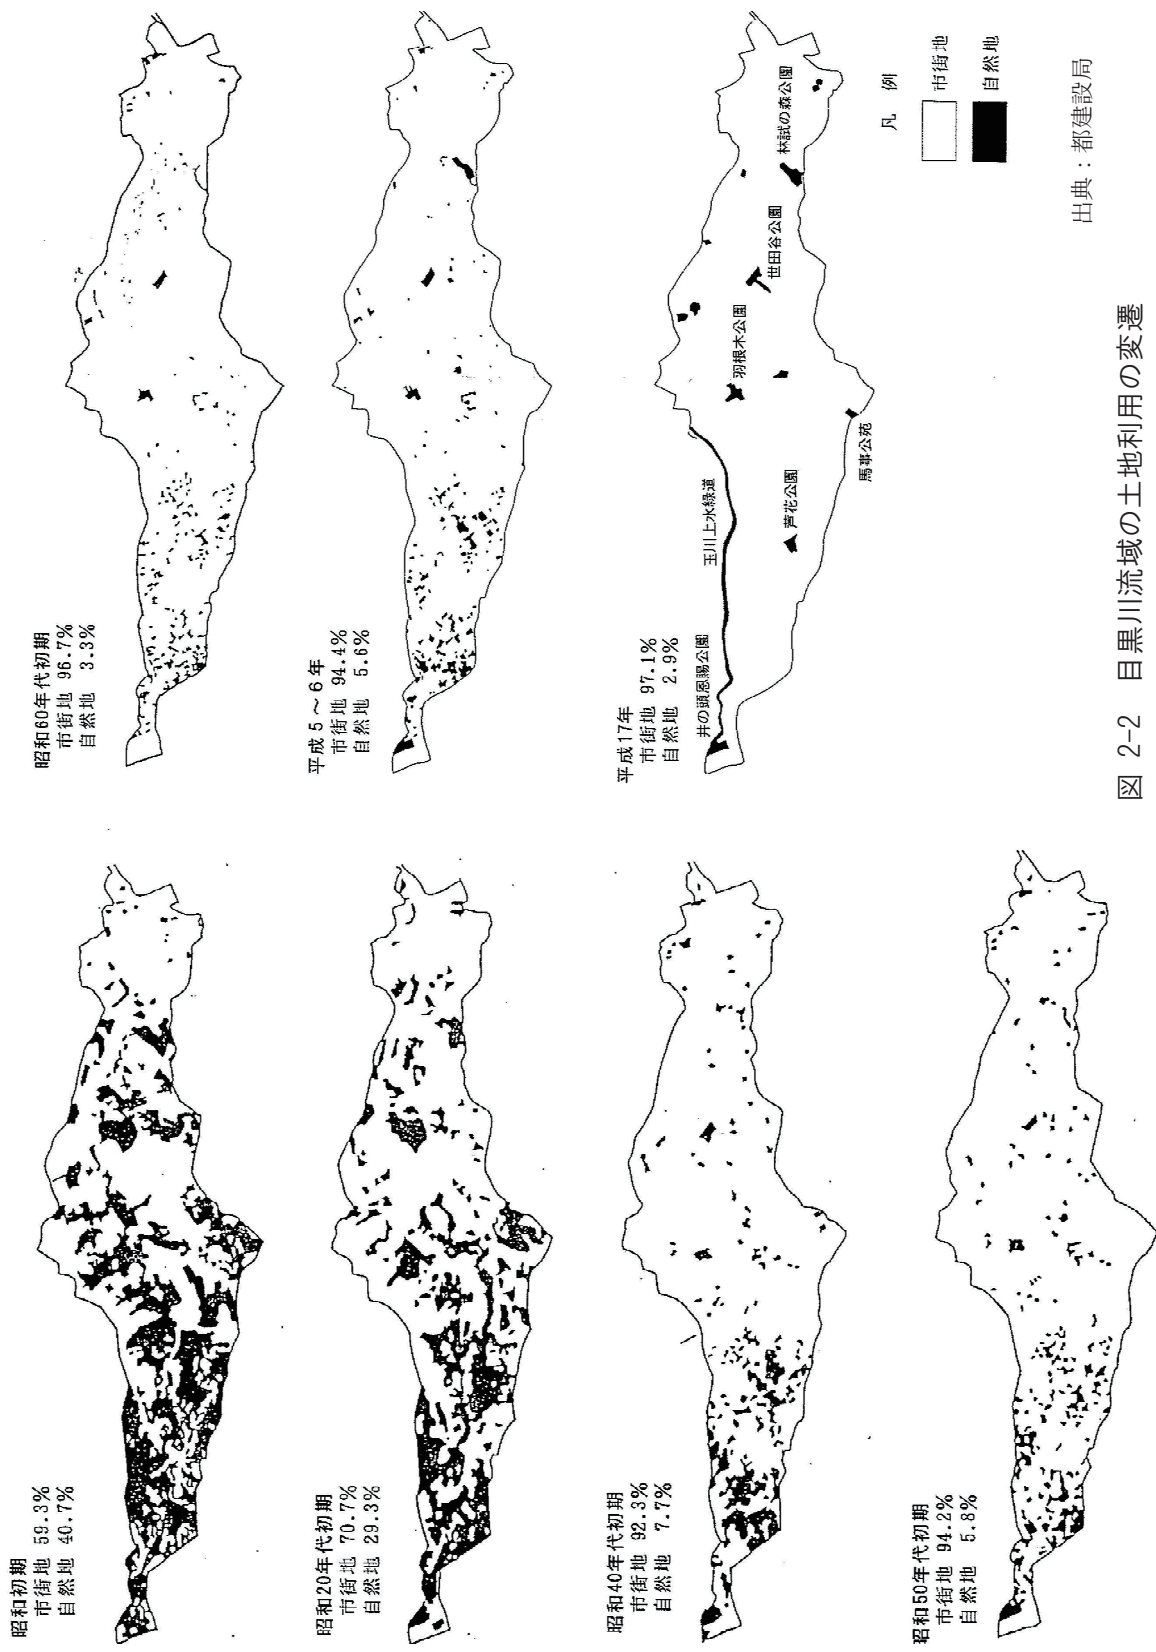 昭和初期
市街地 59.3%
自然地 40.7%
昭和20年代初期
市街地 70.7%
自然地 29.3%
昭和40年代初期
市街地 92.3%
自然地 7.7%
昭和50年代初期
市街地 94.2%
自然地 5.8%
昭和60年代初期
市街地 96.7%
自然地 3.3%
平成5～6年
市街地 94.4%
自然地 5.6%
平成17年
市街地 97.1%
自然地 2.9%
井の頭恩賜公園
玉川上水緑道
芦花公園
馬事公苑
羽根木公園
世田谷公園
林試の森公園
凡例
市街地
自然地
出典：都建設局
図 2-2 目黒川流域の土地利用の変遷